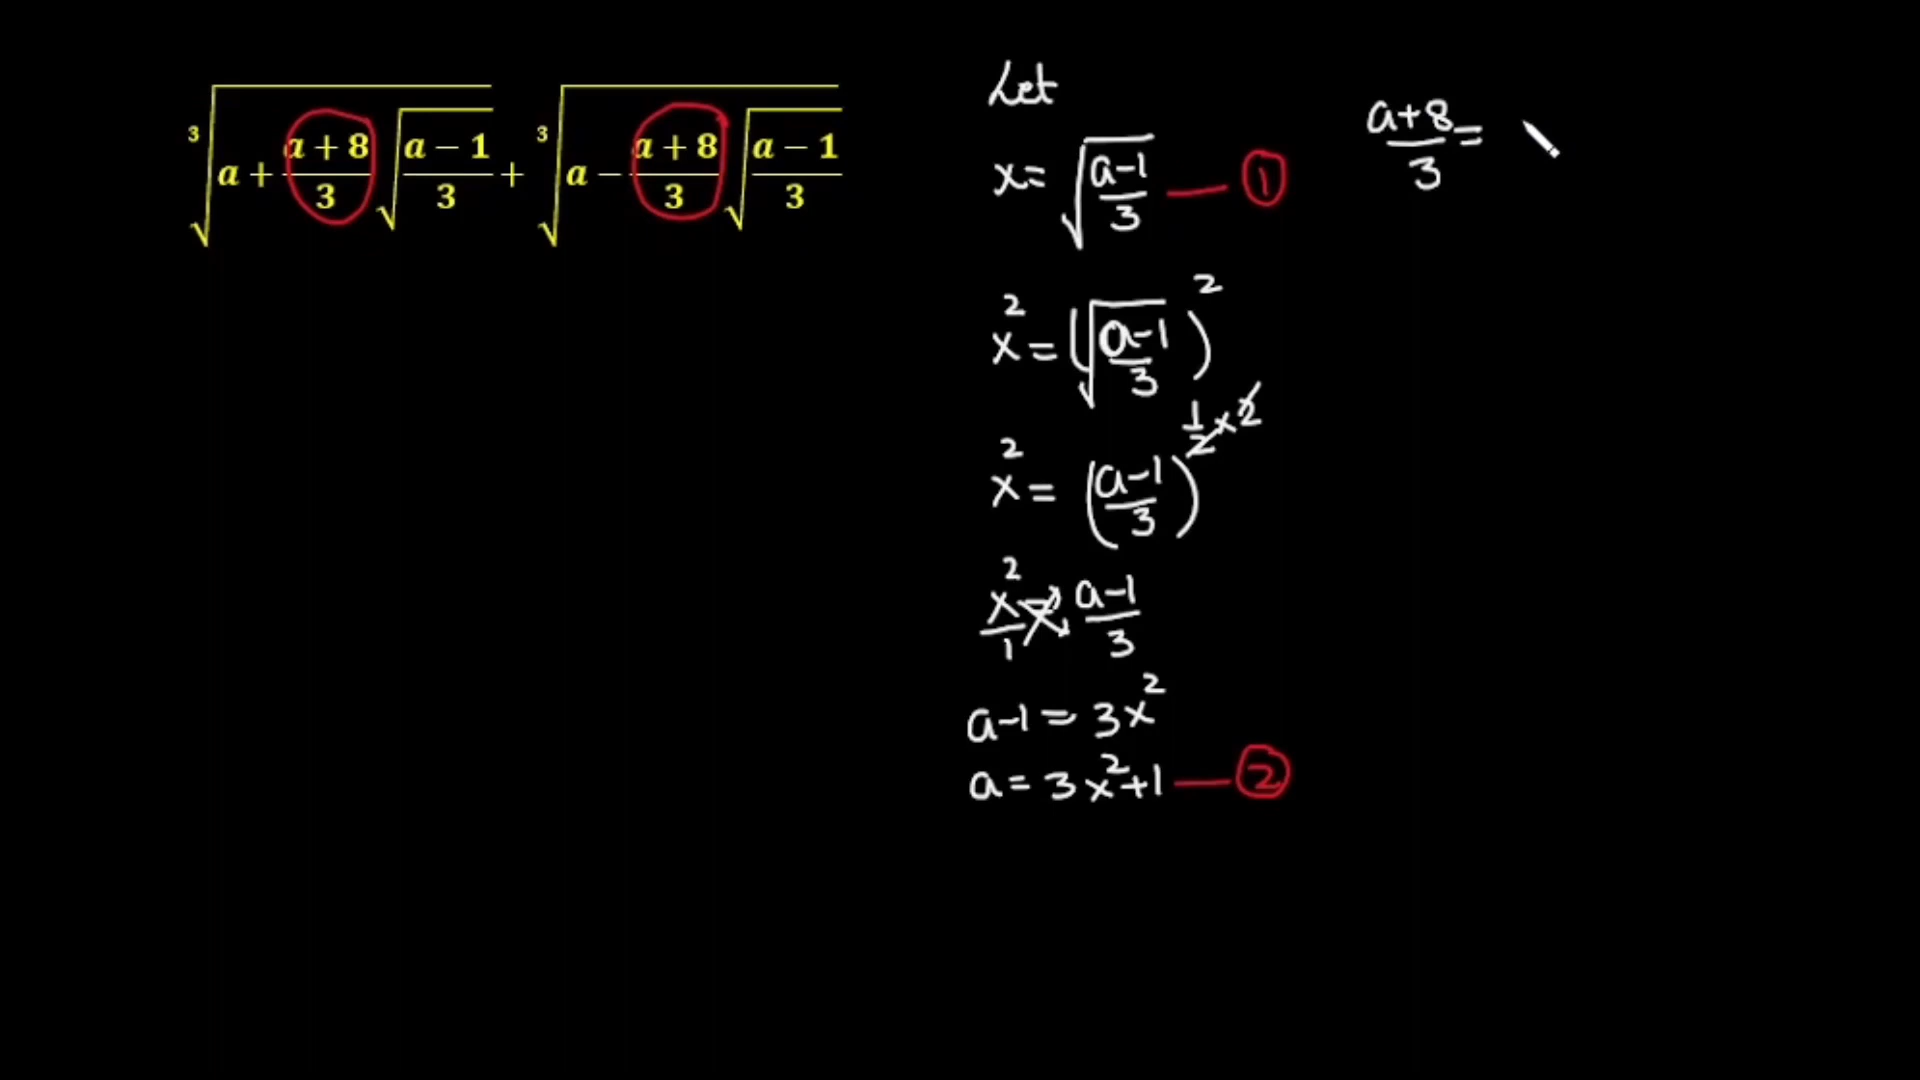 ∛(a + (a + 8)/3 √((a − 1)/3)) + ∛(a − (a + 8)/3 √((a − 1)/3))
Let
x = √((a-1)/3) — ①
x² = (√((a-1)/3))²
x² = ((a-1)/3)^(1/2 x 2)
x²/1 = (a-1)/3
a-1 = 3x²
a = 3x²+1 — ②
(a+8)/3 =